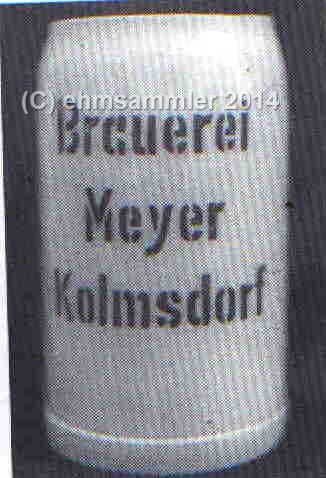 (C) ehmsammler 2014
Brauerei
Meyer
Kolmsdorf